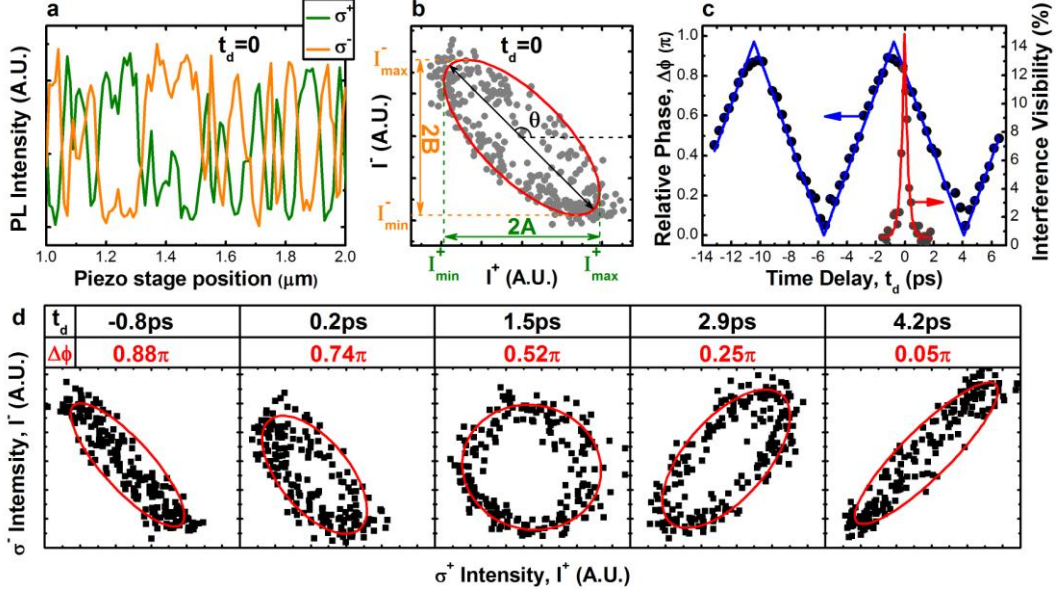 a
σ⁺
σ⁻
t_d=0
PL Intensity (A.U.)
1.0 1.2 1.4 1.6 1.8 2.0
Piezo stage position (μm)
b
t_d=0
I⁻max
I⁻ (A.U.)
2B
θ
I⁻min
2A
I⁺min
I⁺max
I⁺ (A.U.)
c
Relative Phase, Δϕ (π)
1.0
0.8
0.6
0.4
0.2
0.0
14
12
10
8
6
4
2
0
Interference Visibility (%)
-14 -12 -10 -8 -6 -4 -2 0 2 4 6
Time Delay, t_d (ps)
d
t_d -0.8ps 0.2ps 1.5ps 2.9ps 4.2ps
Δϕ 0.88π 0.74π 0.52π 0.25π 0.05π
σ⁻ Intemsity, I⁻ (A.U.)
σ⁺ Intensity, I⁺ (A.U.)